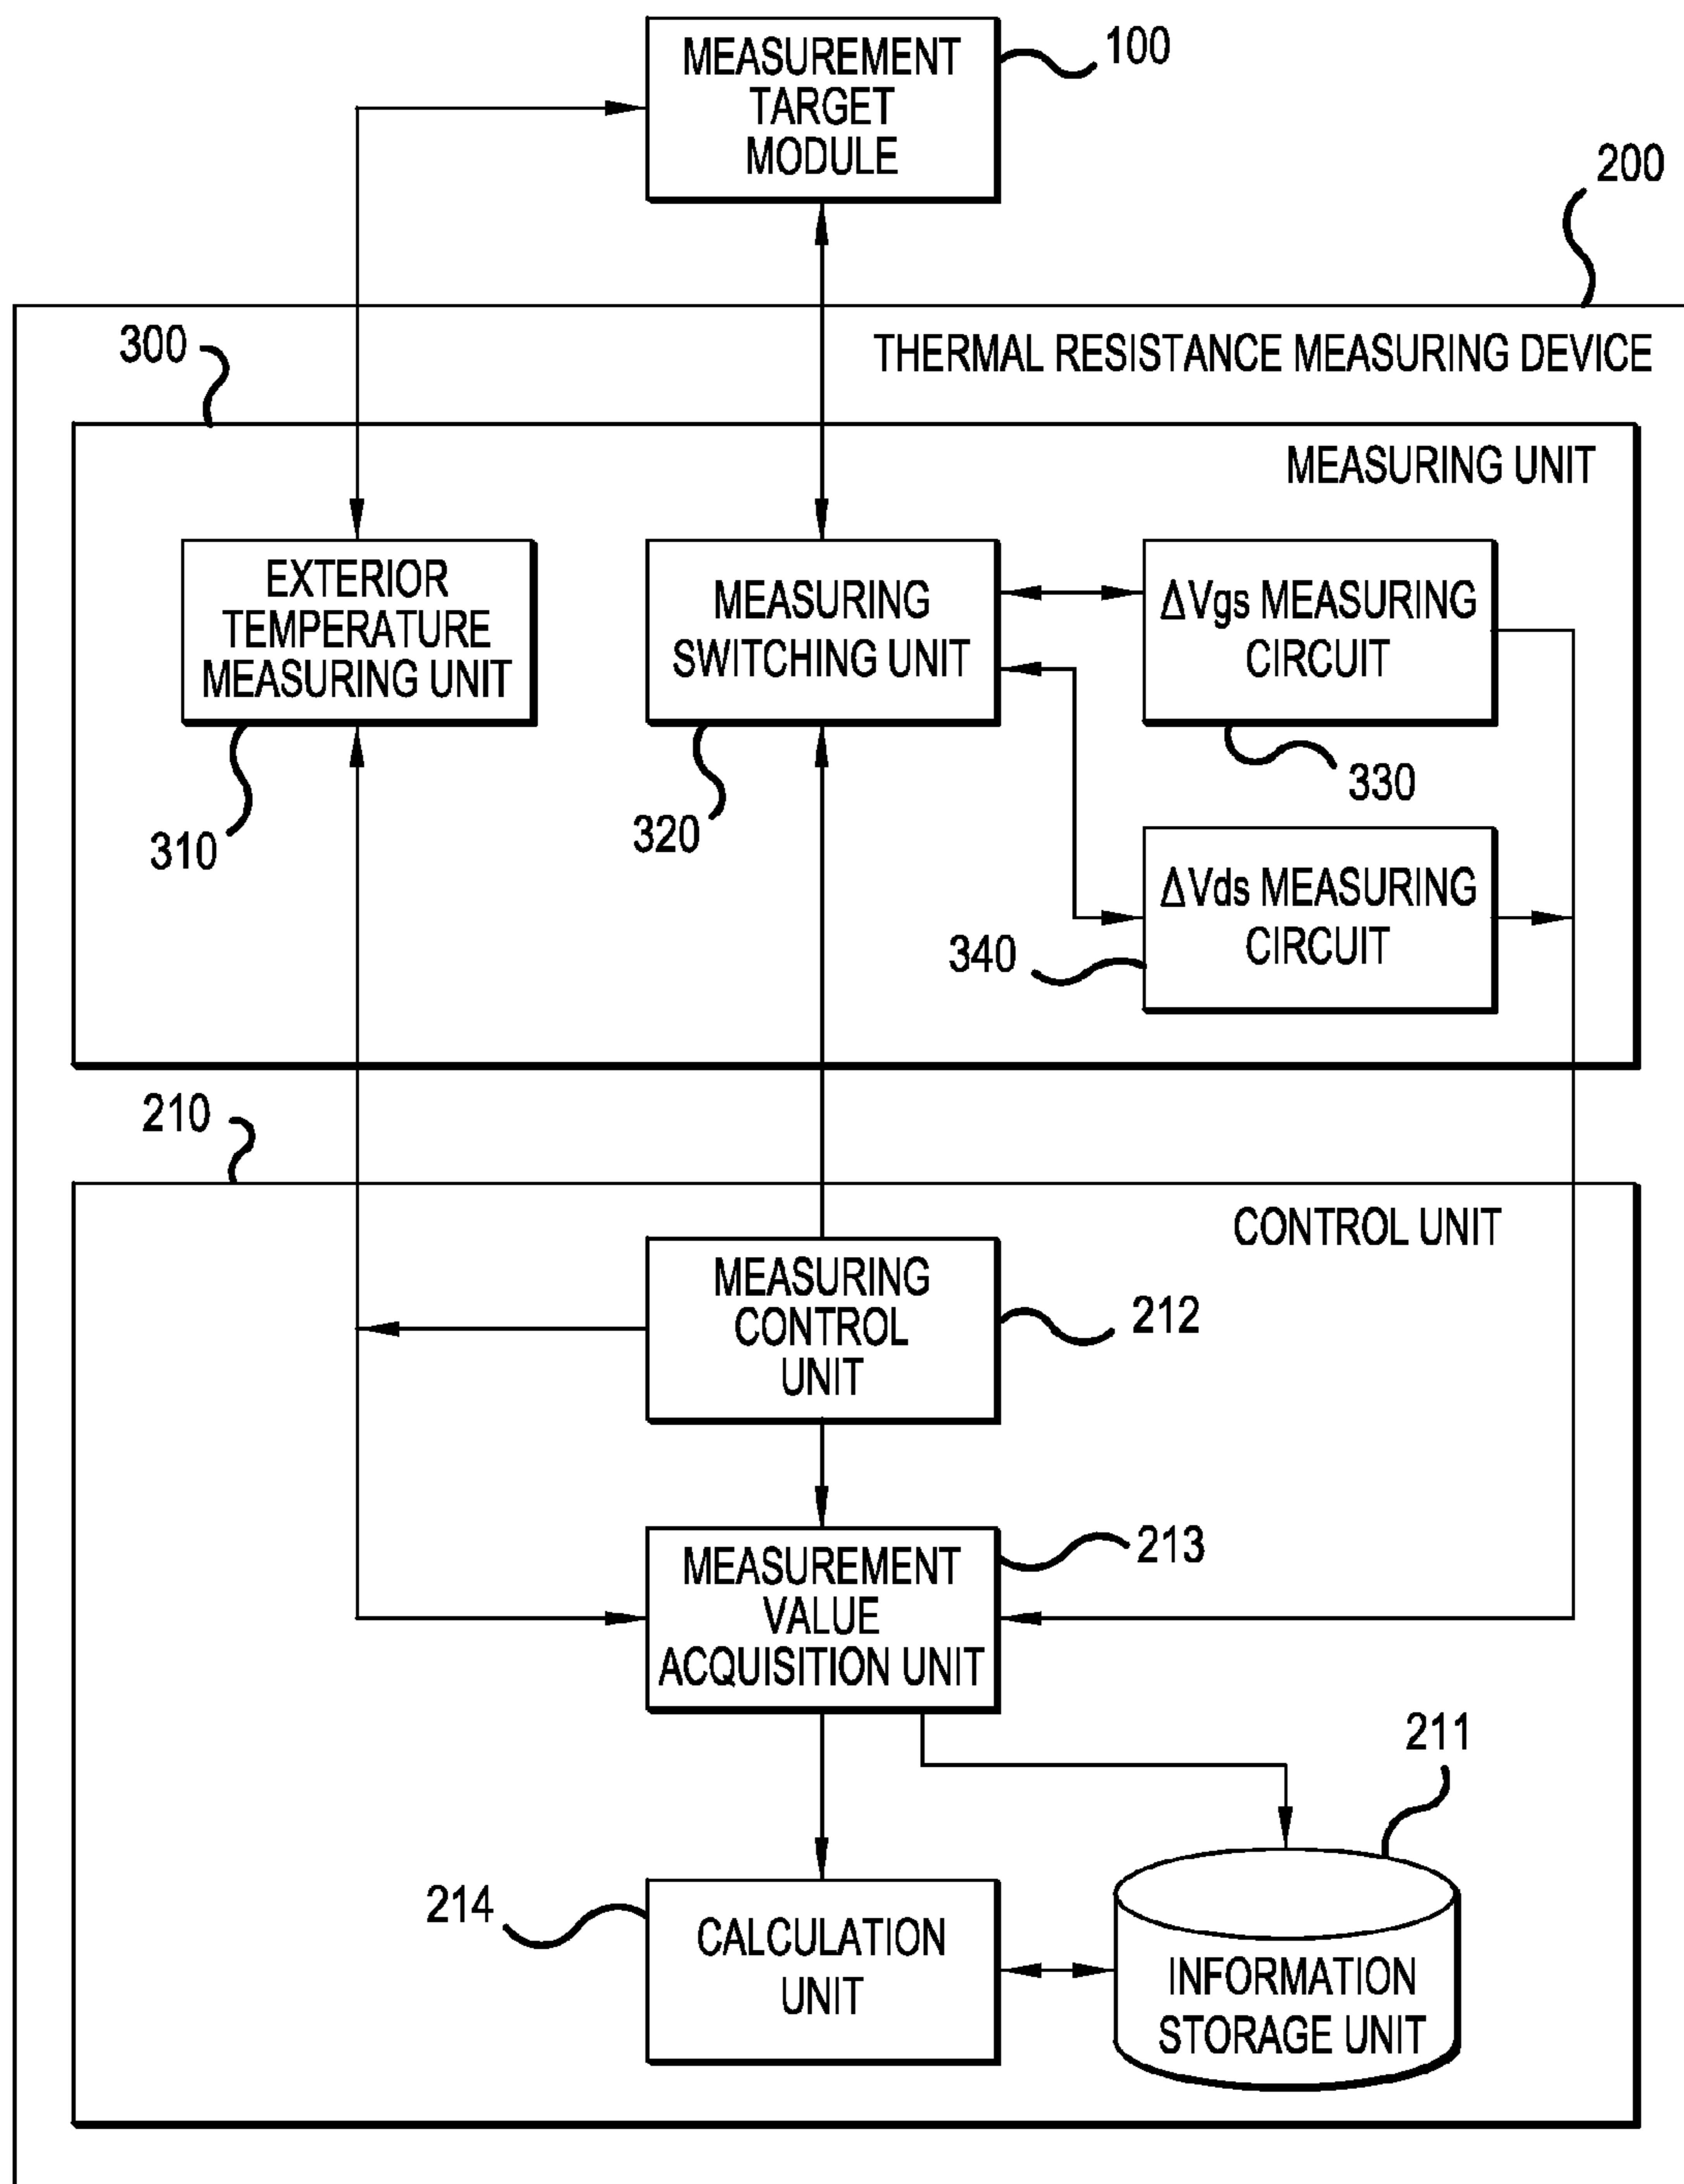 MEASUREMENT
TARGET
MODULE
100
200
THERMAL RESISTANCE MEASURING DEVICE
300
MEASURING UNIT
EXTERIOR
TEMPERATURE
MEASURING UNIT
310
MEASURING
SWITCHING UNIT
320
ΔVgs MEASURING
CIRCUIT
330
ΔVds MEASURING
CIRCUIT
340
210
CONTROL UNIT
MEASURING
CONTROL
UNIT
212
MEASUREMENT
VALUE
ACQUISITION UNIT
213
211
214
CALCULATION
UNIT
INFORMATION
STORAGE UNIT